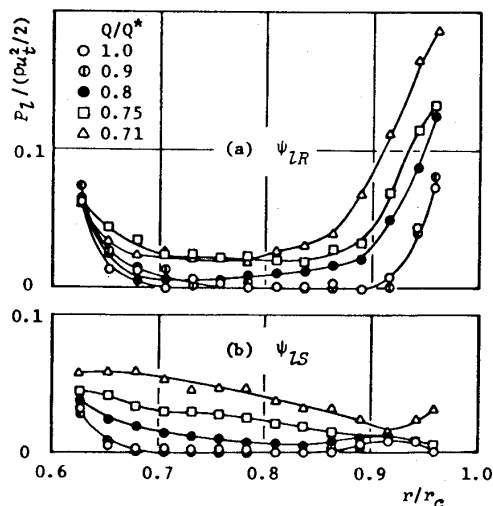 P_l/(ρu_t²/2)
Q/Q*
1.0
0.9
0.8
0.75
0.71
(a) ψ_lR
0.1
0
0.1
(b) ψ_lS
0
0.6 0.7 0.8 0.9 1.0
r/r_c